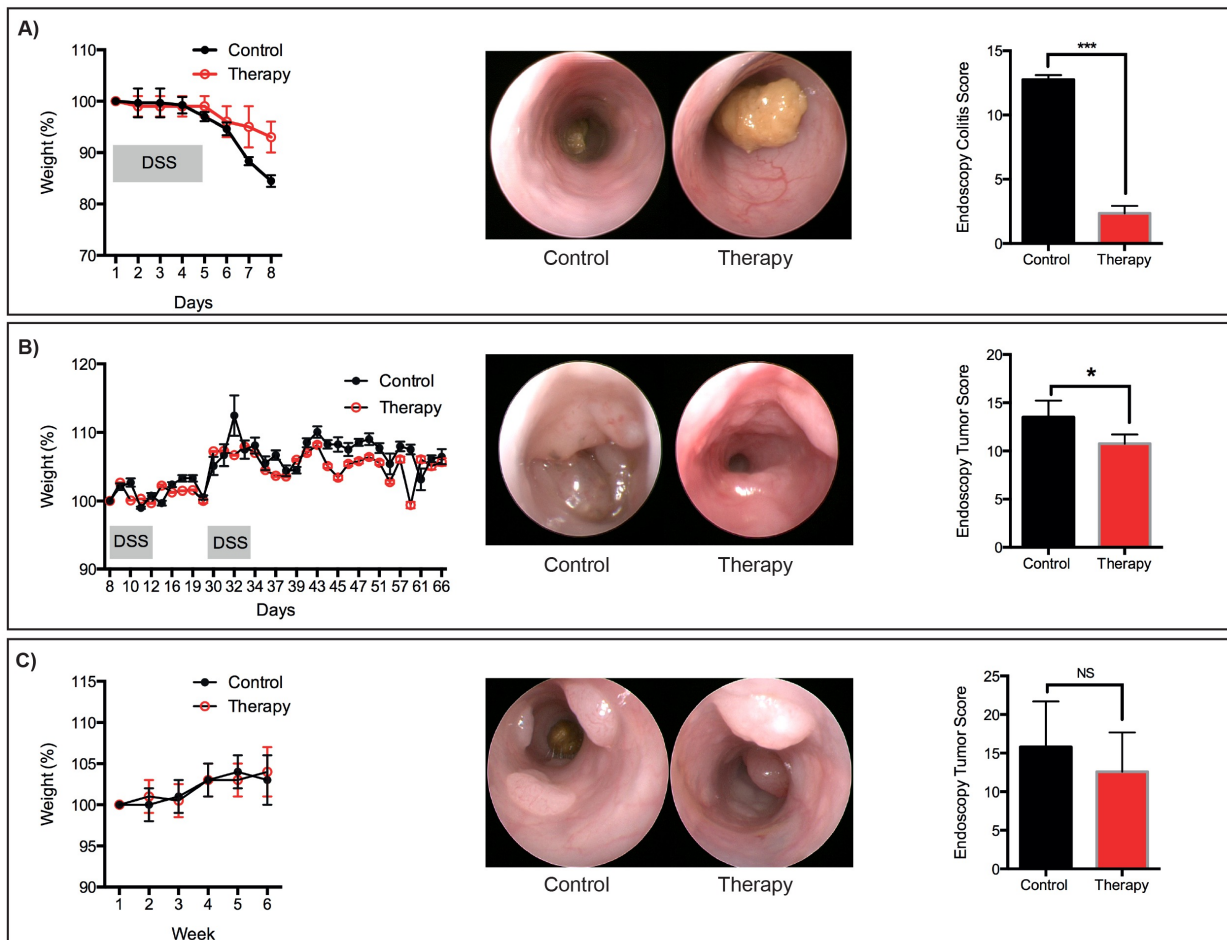 A)
110
100
90
80
70
Weight (%)
Control
Therapy
DSS
1 2 3 4 5 6 7 8
Days
Control
Therapy
15
10
5
0
Endoscopy Colitis Score
***
Control
Therapy
B)
120
110
100
90
Weight (%)
Control
Therapy
DSS
DSS
8 10 12 16 19 30 32 34 37 39 43 45 47 51 57 61 66
Days
Control
Therapy
20
15
10
5
0
Endoscopy Tumor Score
*
Control
Therapy
C)
115
110
105
100
95
90
Weight (%)
Control
Therapy
1 2 3 4 5 6
Week
Control
Therapy
25
20
15
10
5
0
Endoscopy Tumor Score
NS
Control
Therapy